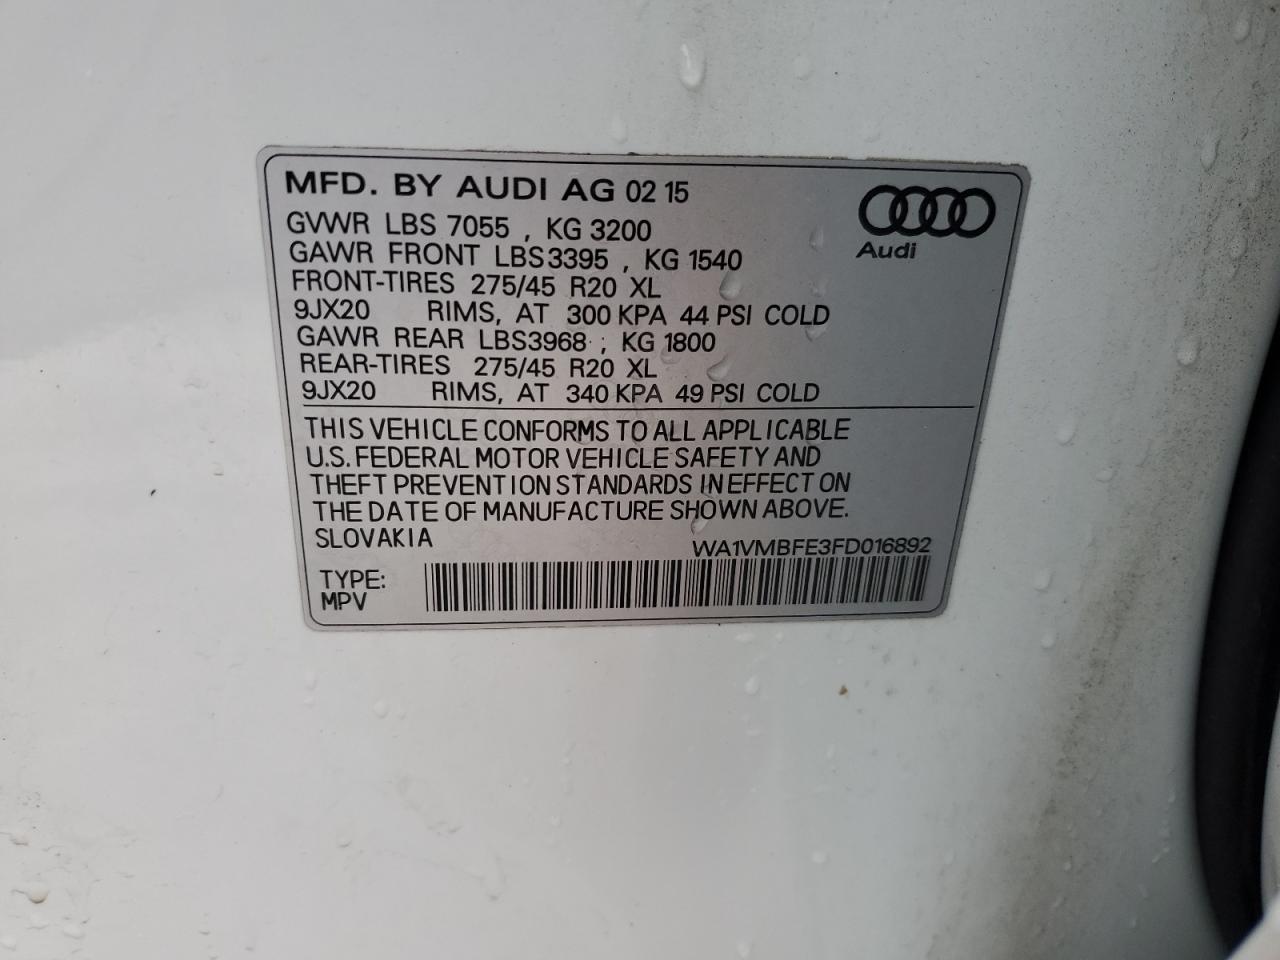 MFD. BY AUDI AG 02 15
GVWR LBS 7055 , KG 3200
GAWR FRONT LBS3395 , KG 1540
FRONT-TIRES 275/45 R20 XL
9JX20 RIMS, AT 300 KPA 44 PSI COLD
GAWR REAR LBS3968 ; KG 1800
REAR-TIRES 275/45 R20 XL
9JX20 RIMS, AT 340 KPA 49 PSI COLD
Audi
THIS VEHICLE CONFORMS TO ALL APPLICABLE
U.S. FEDERAL MOTOR VEHICLE SAFETY AND
THEFT PREVENTION STANDARDS IN EFFECT ON
THE DATE OF MANUFACTURE SHOWN ABOVE.
SLOVAKIA
WA1VMBFE3FD016892
TYPE:
MPV